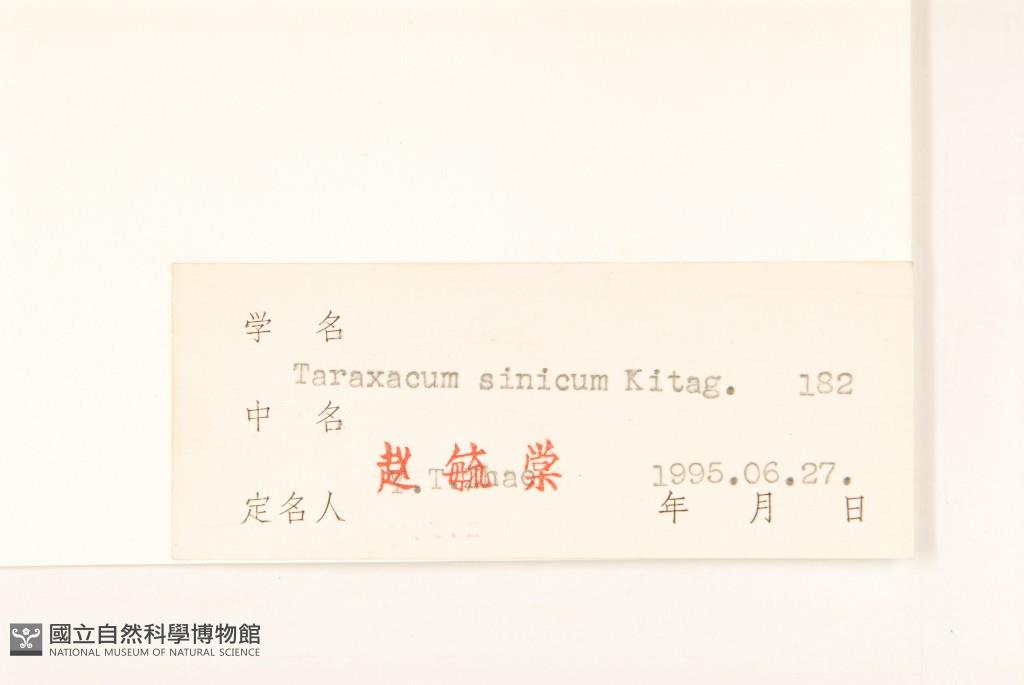 学 名
Taraxacum sinicum Kitag. 182
中 名
赵毓棠 1995.06.27.
定名人 年 月 日
國立自然科學博物館
NATIONAL MUSEUM OF NATURAL SCIENCE